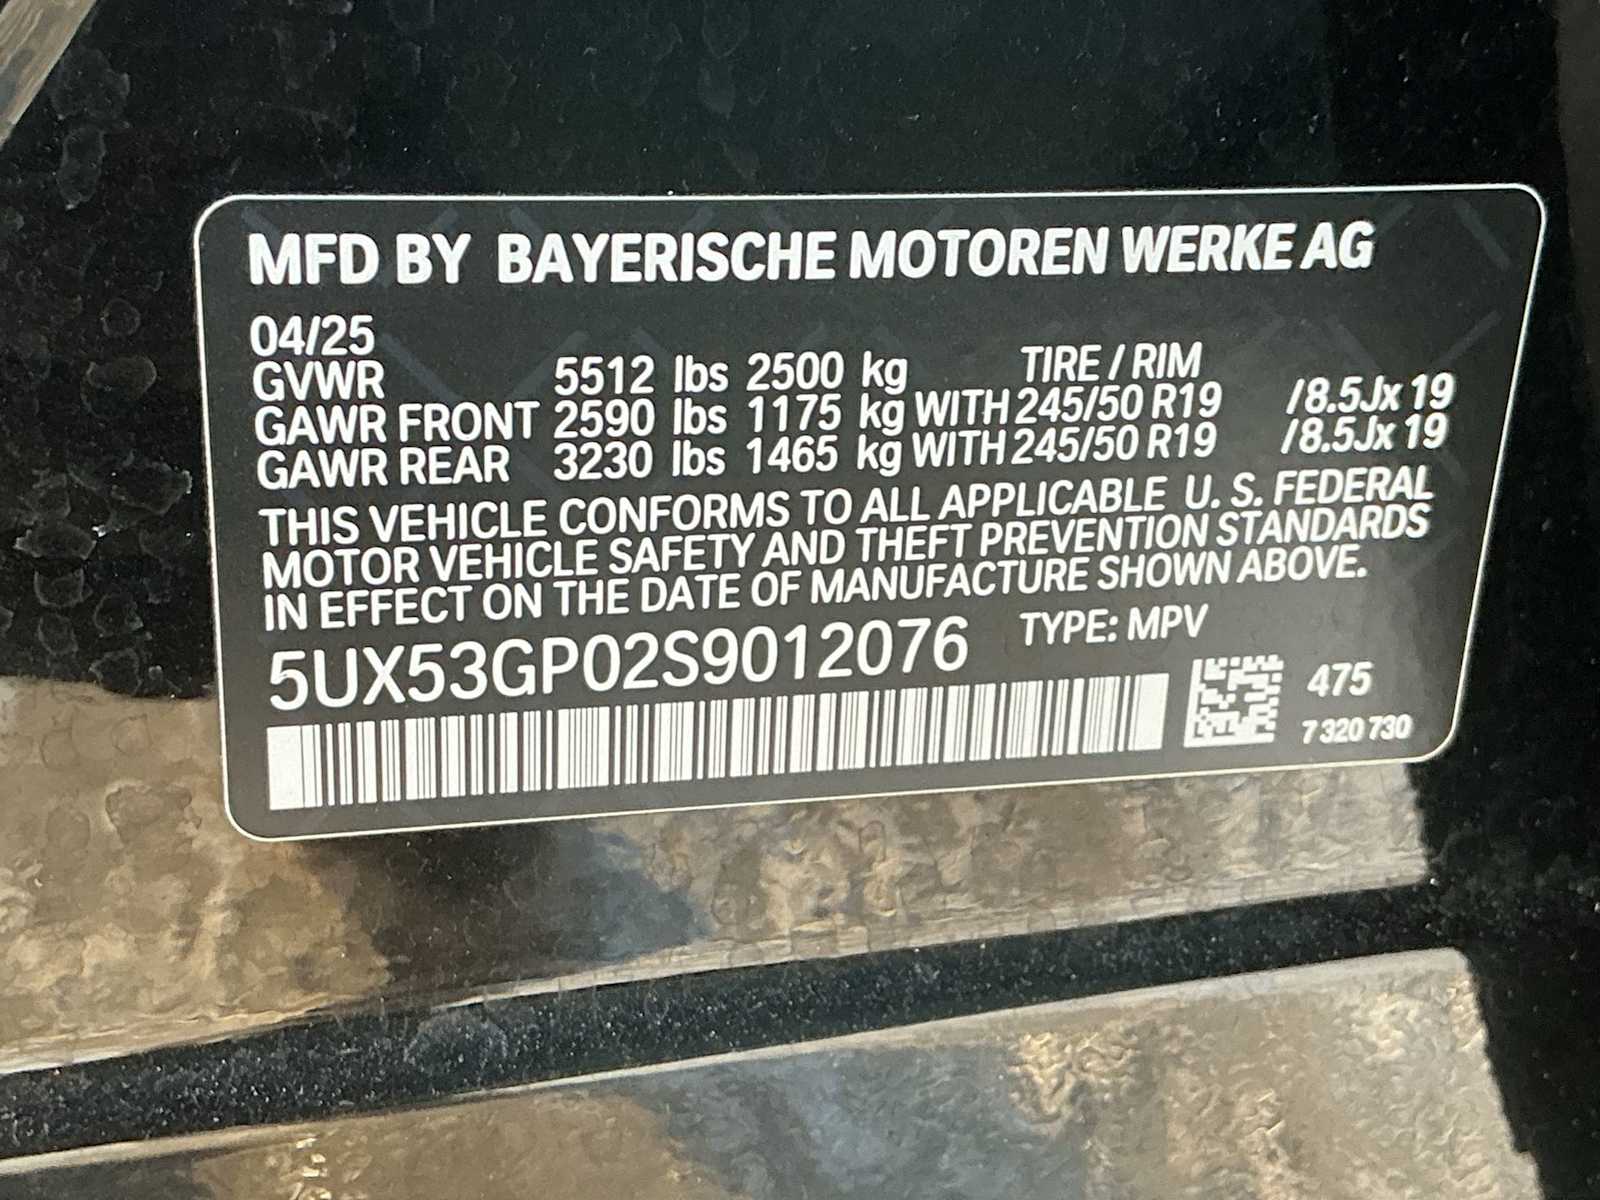 MFD BY BAYERISCHE MOTOREN WERKE AG
04/25
GVWR 5512 lbs 2500 kg TIRE / RIM
GAWR FRONT 2590 lbs 1175 kg WITH 245/50 R19 /8.5Jx 19
GAWR REAR 3230 lbs 1465 kg WITH 245/50 R19 /8.5Jx 19
THIS VEHICLE CONFORMS TO ALL APPLICABLE U. S. FEDERAL
MOTOR VEHICLE SAFETY AND THEFT PREVENTION STANDARDS
IN EFFECT ON THE DATE OF MANUFACTURE SHOWN ABOVE.
5UX53GP02S9012076 TYPE: MPV
475
7 320 730